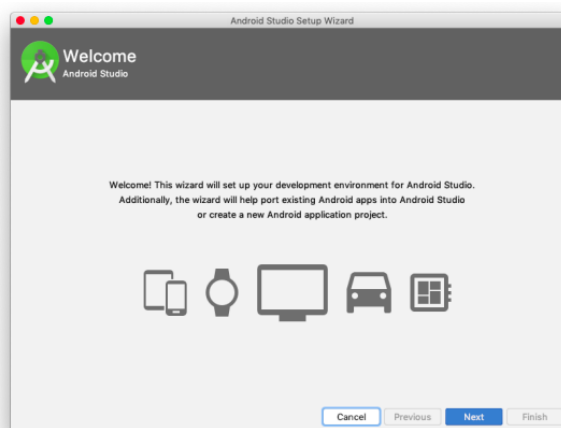 Android Studio Setup Wizard
Welcome
Android Studio
Welcome! This wizard will set up your development environment for Android Studio.
Additionally, the wizard will help port existing Android apps into Android Studio
or create a new Android application project.
Cancel Previous Next Finish